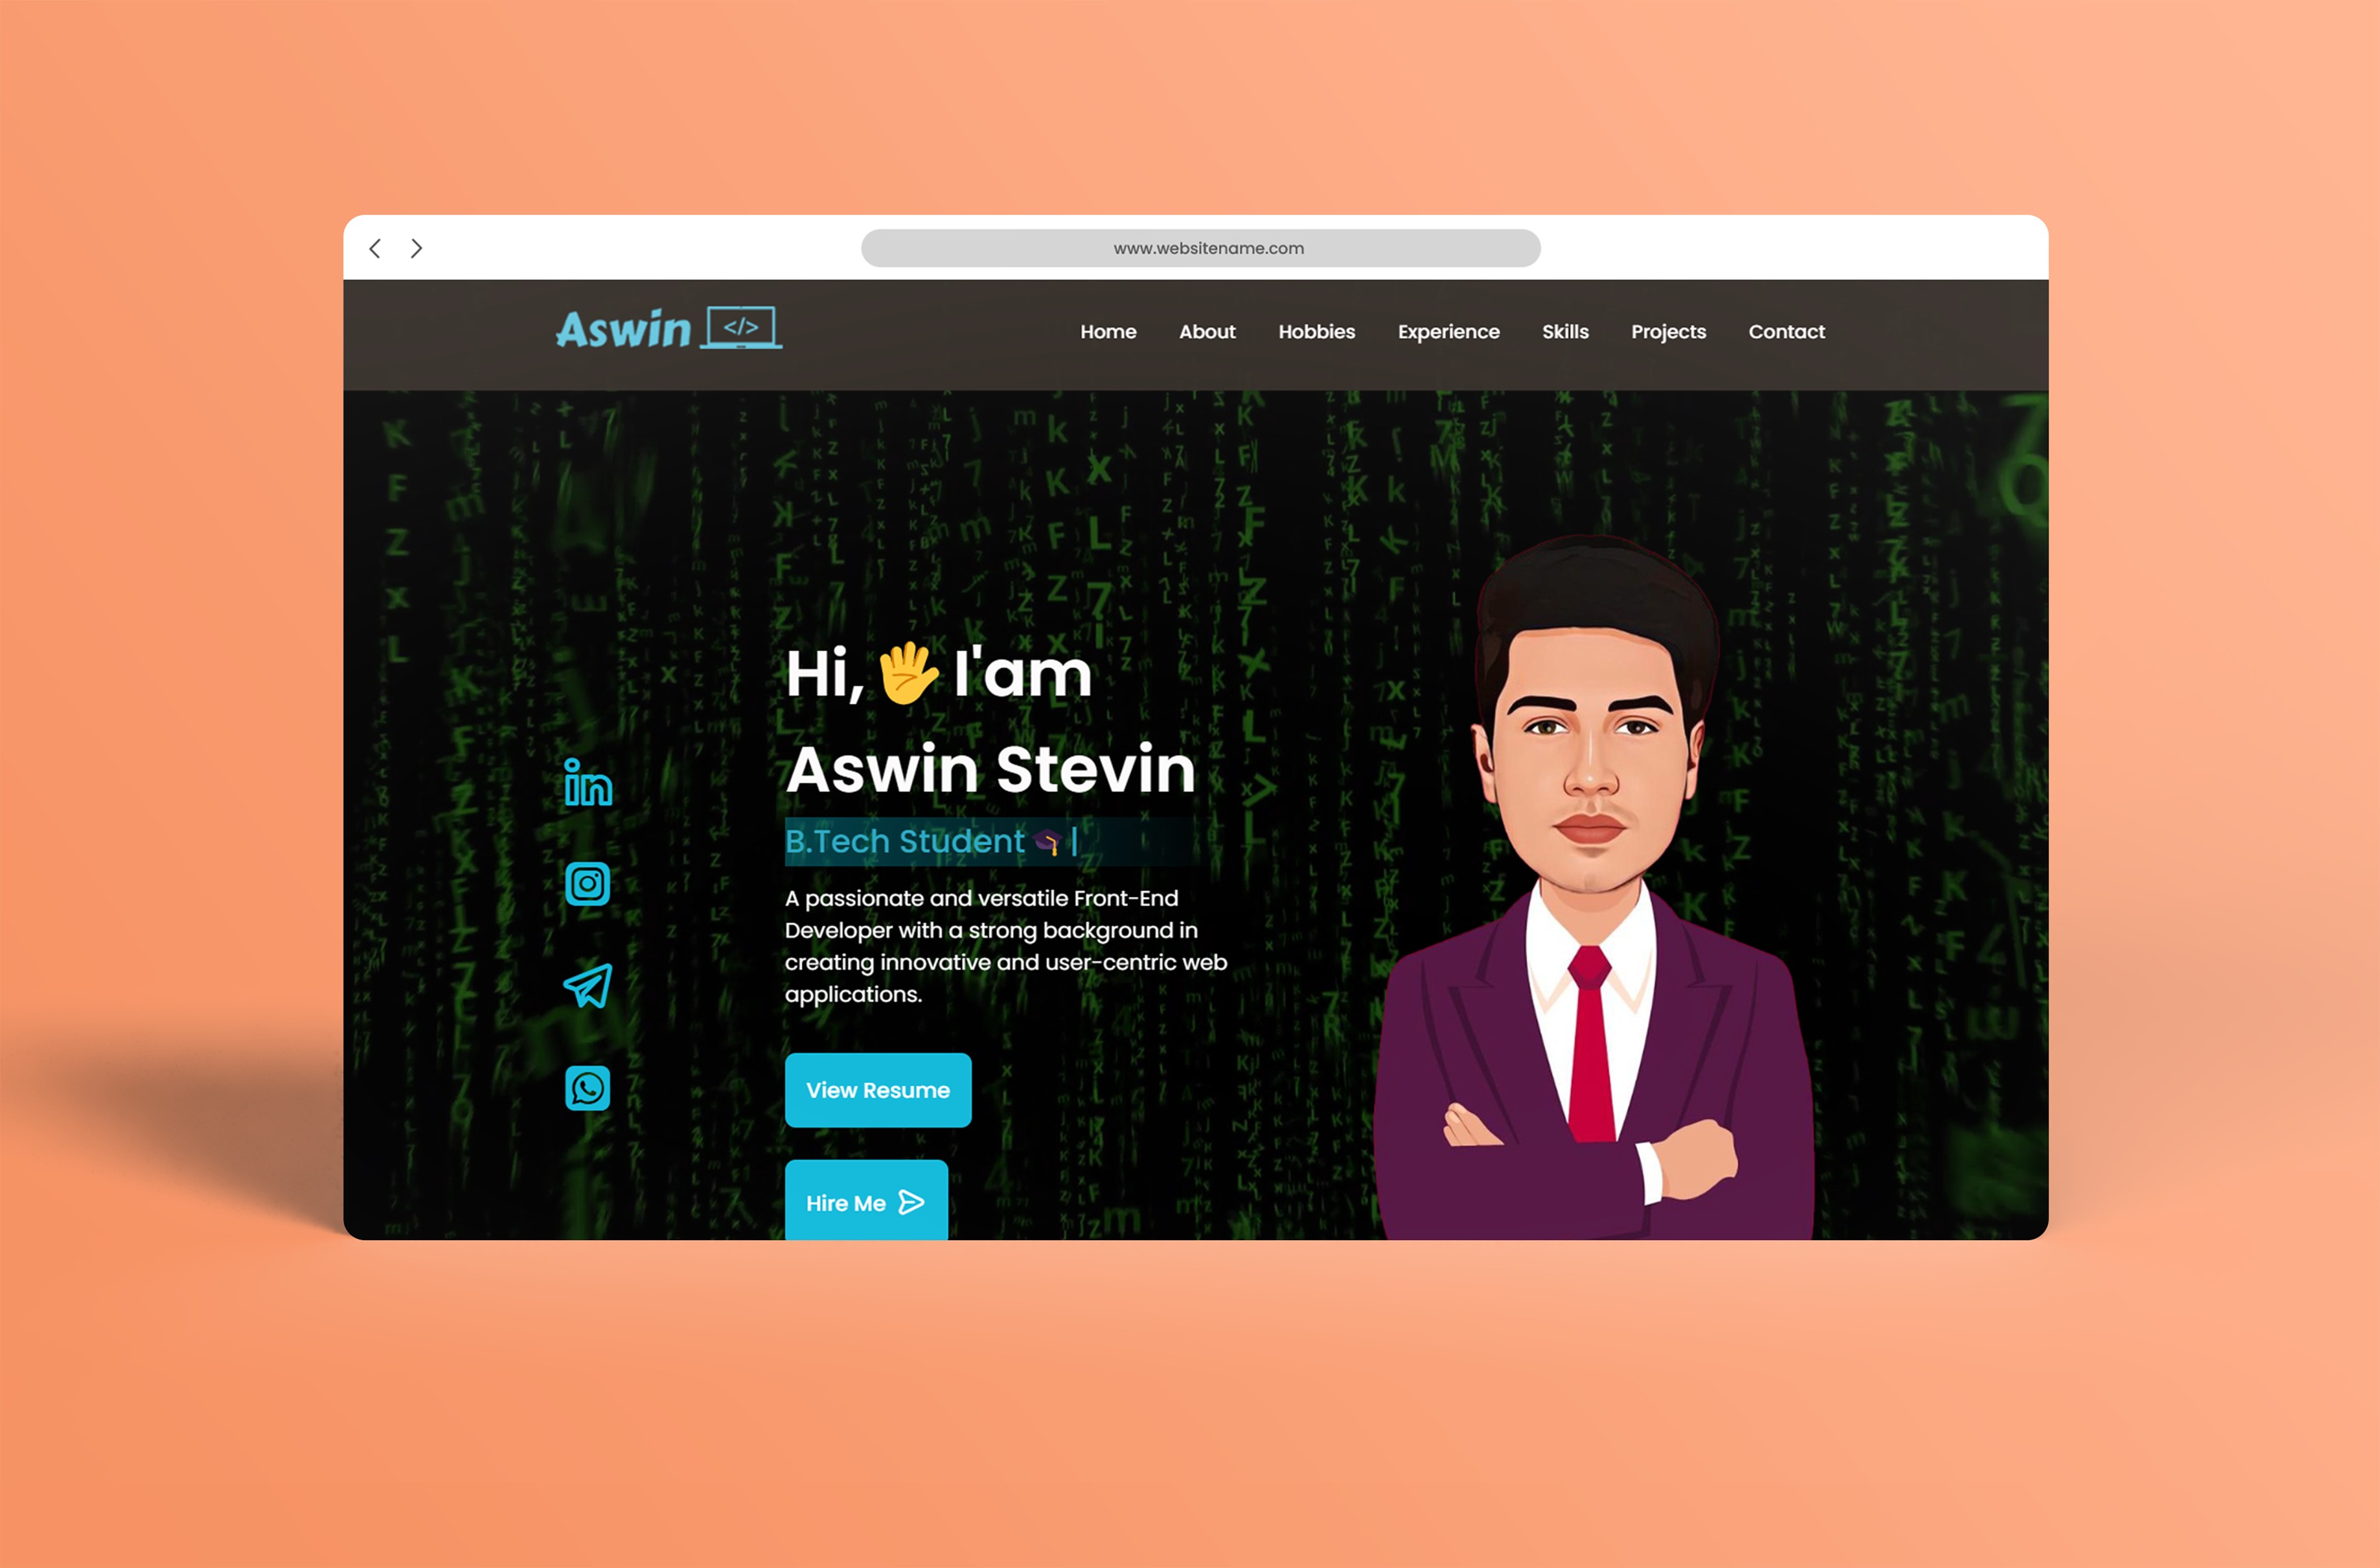 www.websitename.com
Aswin </>
Home About Hobbies Experience Skills Projects Contact
Hi, 🖐 I'am
Aswin Stevin
B.Tech Student 🎓 |
A passionate and versatile Front-End
Developer with a strong background in
creating innovative and user-centric web
applications.
in
View Resume
Hire Me